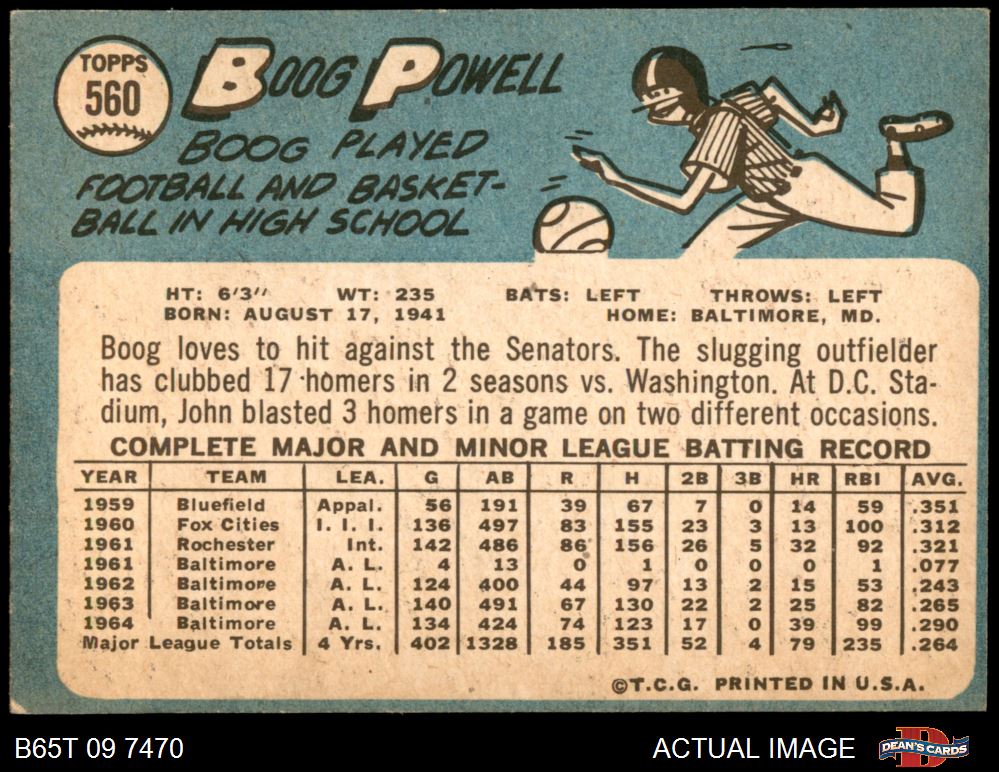 TOPPS
560
BOOG POWELL
BOOG PLAYED
FOOTBALL AND BASKET-
BALL IN HIGH SCHOOL
HT: 6'3" WT: 235 BATS: LEFT THROWS: LEFT
BORN: AUGUST 17, 1941 HOME: BALTIMORE, MD.
Boog loves to hit against the Senators. The slugging outfielder
has clubbed 17 homers in 2 seasons vs. Washington. At D.C. Sta-
dium, John blasted 3 homers in a game on two different occasions.
COMPLETE MAJOR AND MINOR LEAGUE BATTING RECORD
YEAR TEAM LEA. G AB R H 2B 3B HR RBI AVG.
1959 Bluefield Appal. 56 191 39 67 7 0 14 59 .351
1960 Fox Cities I. I. I. 136 497 83 155 23 3 13 100 .312
1961 Rochester Int. 142 486 86 156 26 5 32 92 .321
1961 Baltimore A. L. 4 13 0 1 0 0 0 1 .077
1962 Baltimore A. L. 124 400 44 97 13 2 15 53 .243
1963 Baltimore A. L. 140 491 67 130 22 2 25 82 .265
1964 Baltimore A. L. 134 424 74 123 17 0 39 99 .290
Major League Totals 4 Yrs. 402 1328 185 351 52 4 79 235 .264
©T.C.G. PRINTED IN U.S.A.
B65T 09 7470 ACTUAL IMAGE DEAN'S CARDS